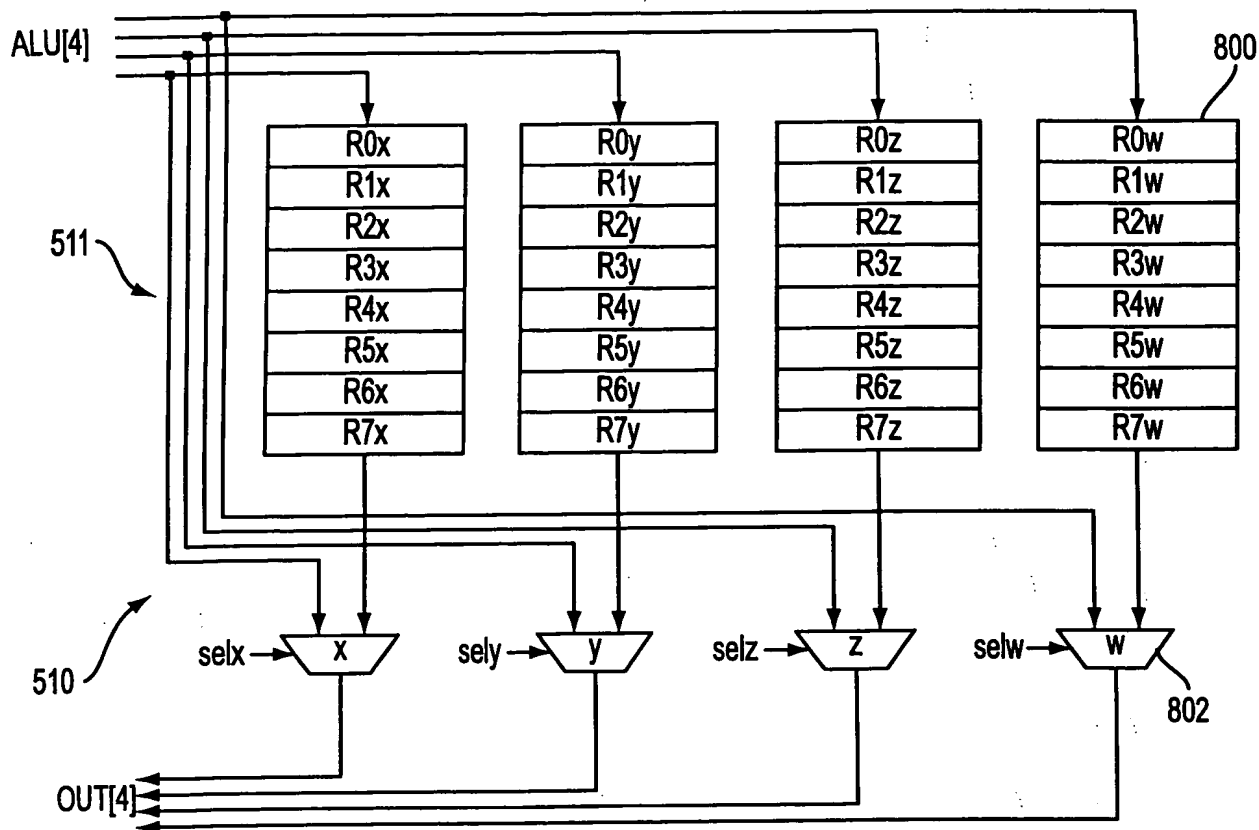 ALU[4]
800
R0x R0y R0z R0w
R1x R1y R1z R1w
R2x R2y R2z R2w
511
R3x R3y R3z R3w
R4x R4y R4z R4w
R5x R5y R5z R5w
R6x R6y R6z R6w
R7x R7y R7z R7w
selx x sely y selz z selw w
510
802
OUT[4]